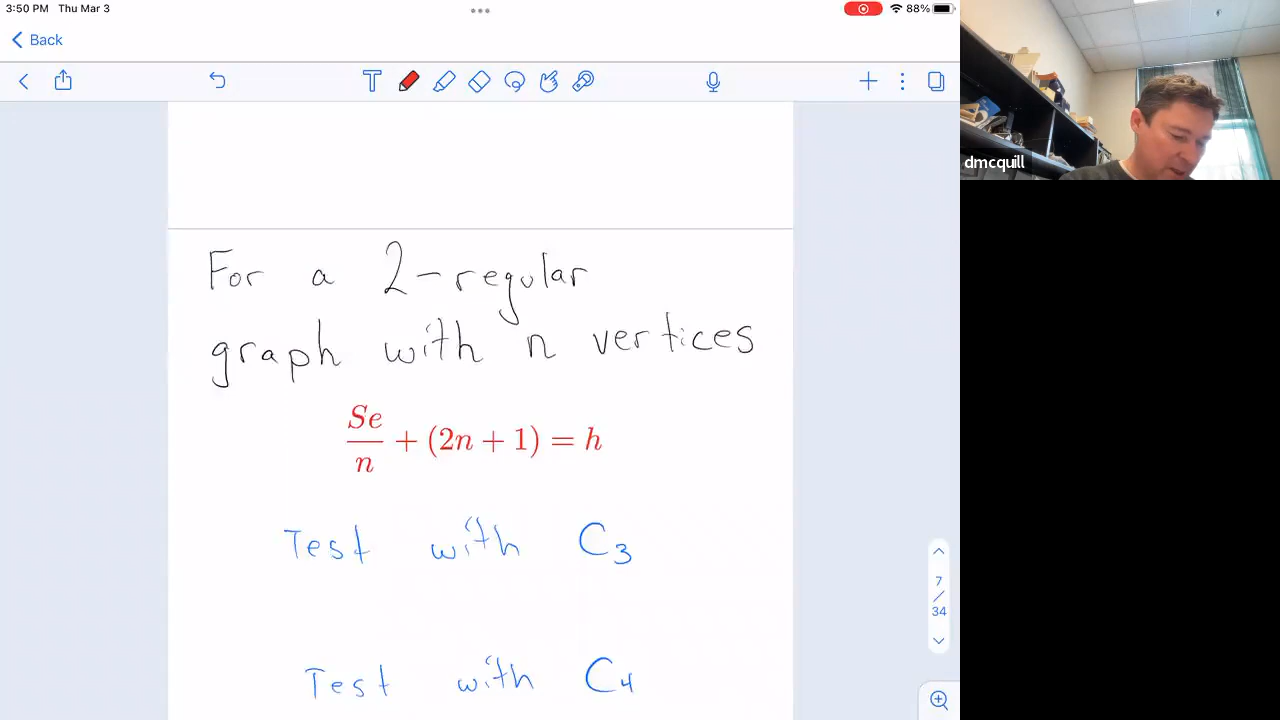 3:50 PM Thu Mar 3
88%
Back
T
dmcquill
For a 2-regular
graph with n vertices
Se/n + (2n + 1) = h
Test with C₃
7
/
34
Test with C₄